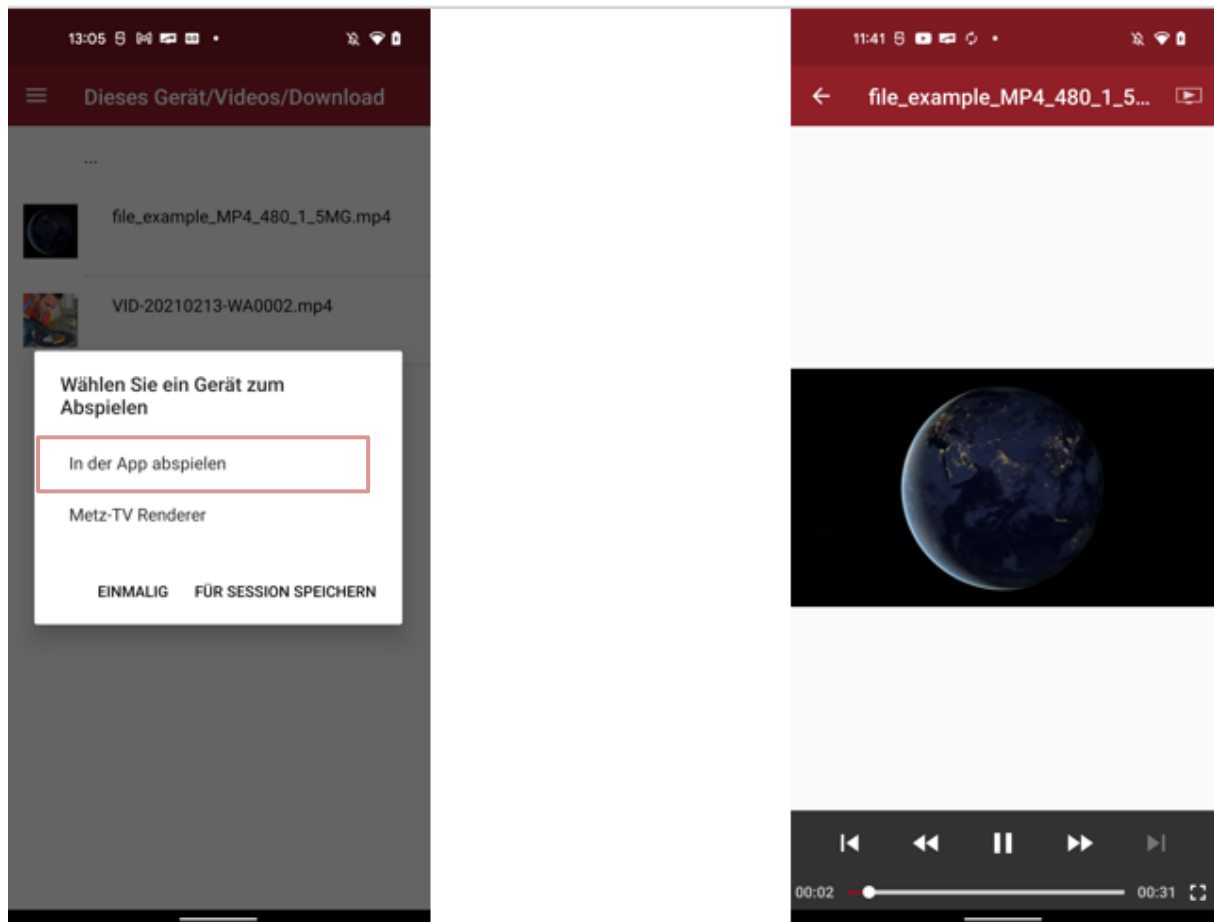 13:05
Dieses Gerät/Videos/Download
...
file_example_MP4_480_1_5MG.mp4
VID-20210213-WA0002.mp4
Wählen Sie ein Gerät zum
Abspielen
In der App abspielen
Metz-TV Renderer
EINMALIG FÜR SESSION SPEICHERN
11:41
file_example_MP4_480_1_5...
00:02 00:31